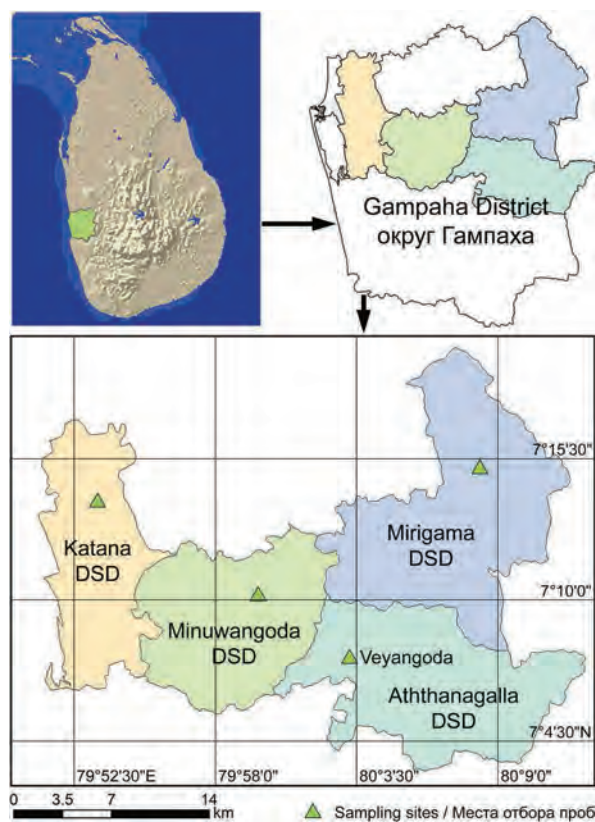 Gampaha District
округ Гампаха
7°15'30"
Katana
DSD
Mirigama
DSD
7°10'0"
Minuwangoda
DSD
Veyangoda
Aththanagalla
DSD
7°4'30"N
79°52'30"E
79°58'0"
80°3'30"
80°9'0"
0 3.5 7 14
km
Sampling sites / Места отбора проб